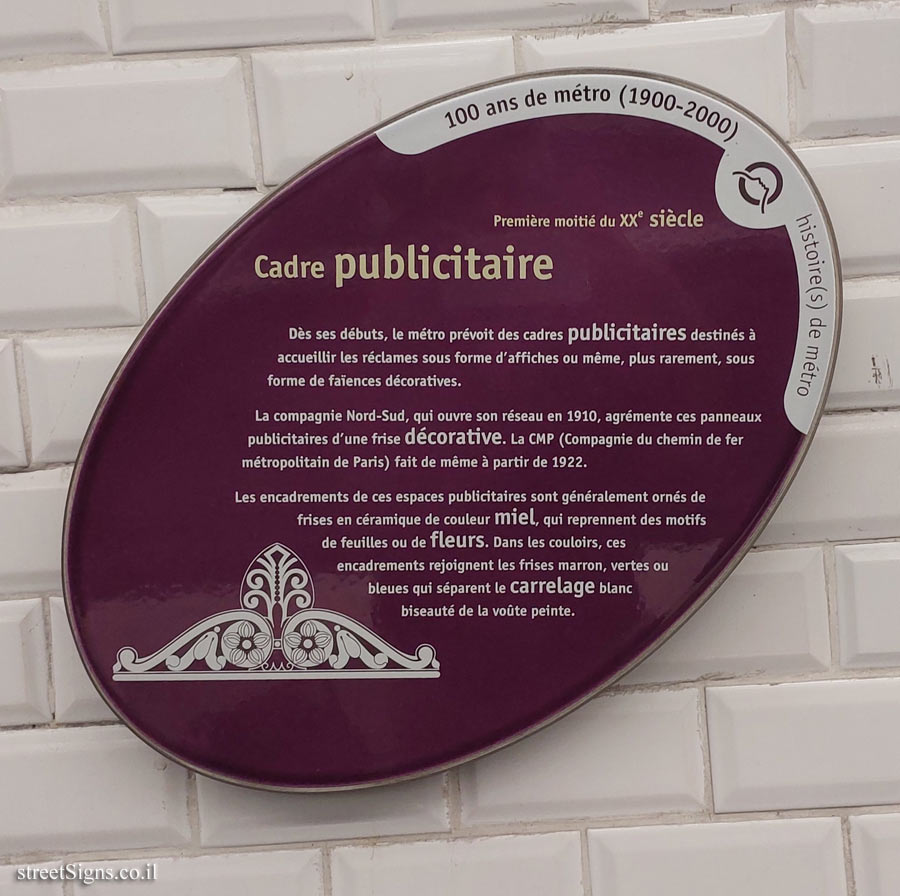 100 ans de métro (1900-2000)
histoire(s) de métro
Première moitié du XXe siècle
Cadre publicitaire
Dès ses débuts, le métro prévoit des cadres publicitaires destinés à
accueillir les réclames sous forme d'affiches ou même, plus rarement, sous
forme de faïences décoratives.
La compagnie Nord-Sud, qui ouvre son réseau en 1910, agrémente ces panneaux
publicitaires d'une frise décorative. La CMP (Compagnie du chemin de fer
métropolitain de Paris) fait de même à partir de 1922.
Les encadrements de ces espaces publicitaires sont généralement ornés de
frises en céramique de couleur miel, qui reprennent des motifs
de feuilles ou de fleurs. Dans les couloirs, ces
encadrements rejoignent les frises marron, vertes ou
bleues qui séparent le carrelage blanc
biseauté de la voûte peinte.
streetSigns.co.il